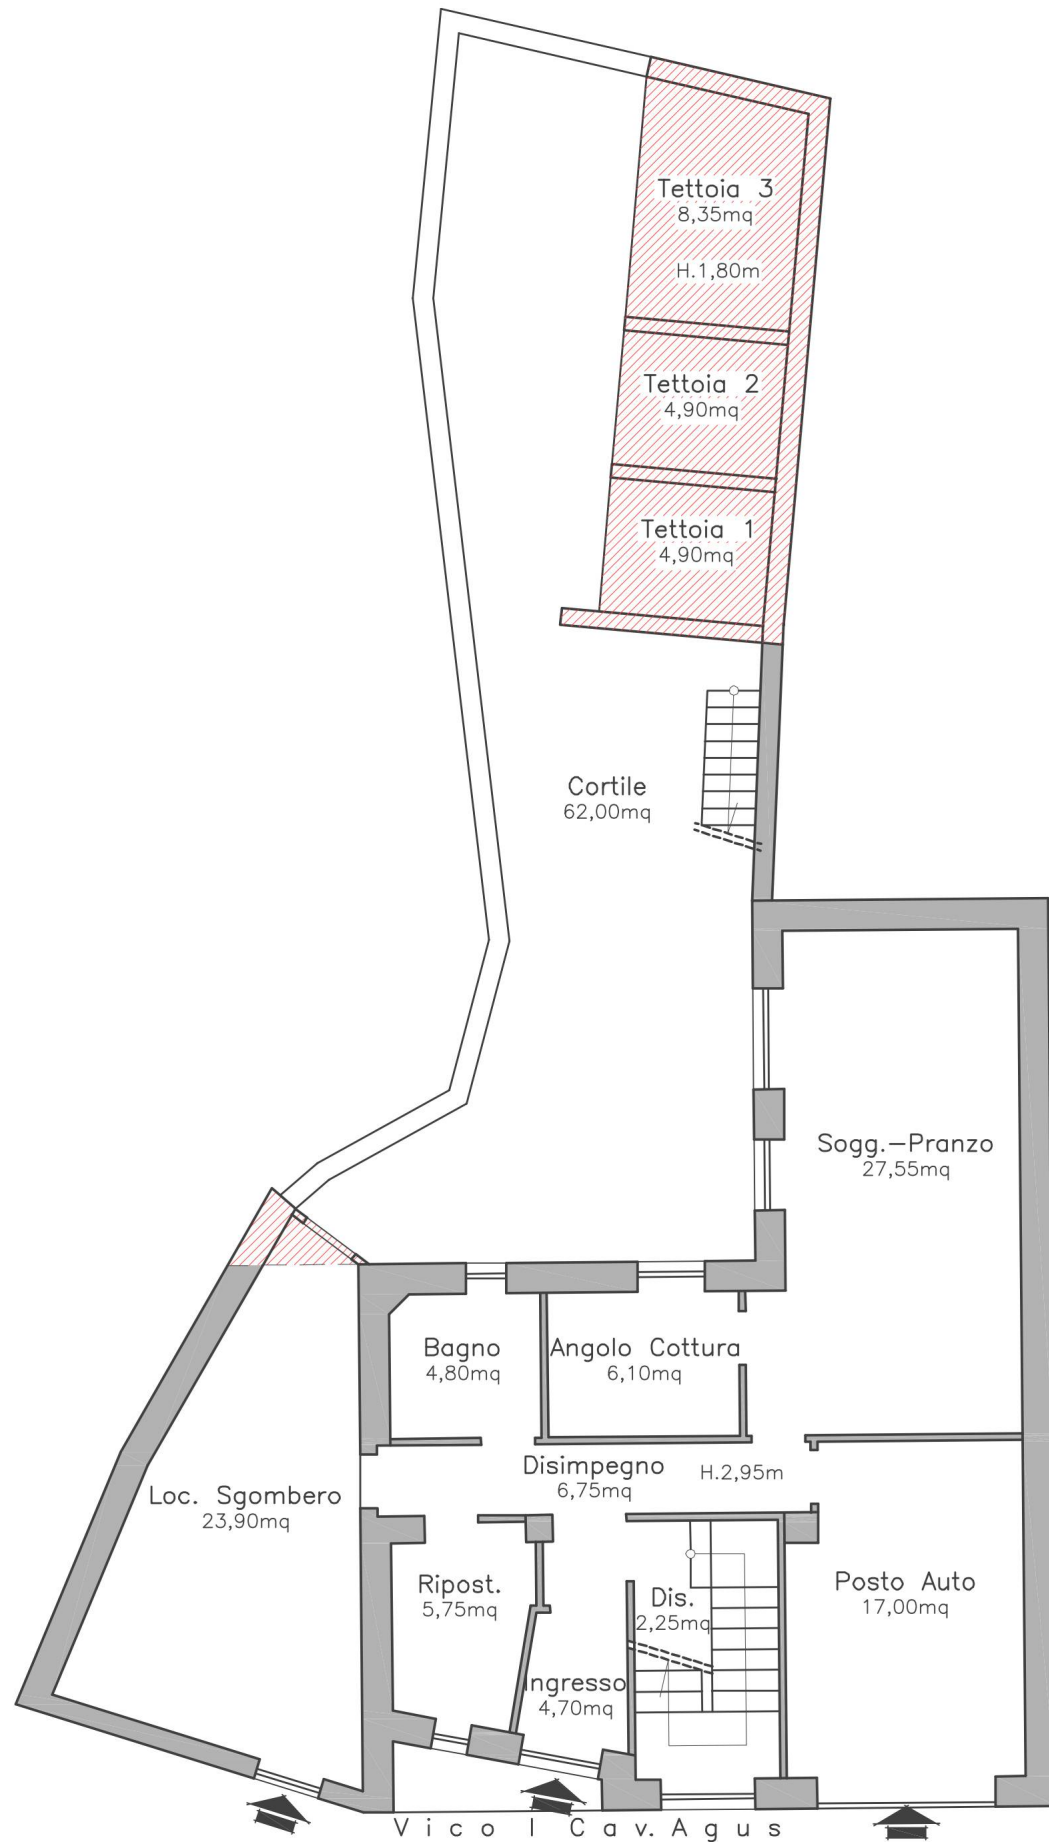 Tettoia 3
8,35mq
H.1,80m
Tettoia 2
4,90mq
Tettoia 1
4,90mq
Cortile
62,00mq
Sogg.-Pranzo
27,55mq
Bagno
4,80mq
Angolo Cottura
6,10mq
Disimpegno
6,75mq
H.2,95m
Loc. Sgombero
23,90mq
Ripost.
5,75mq
Dis.
2,25mq
Posto Auto
17,00mq
Ingresso
4,70mq
Vico I Cav. Agus